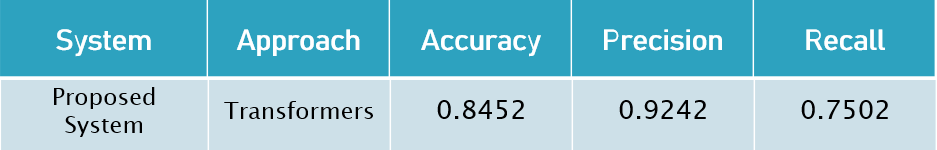 System Approach Accuracy Precision Recall
Proposed
System Transformers 0.8452 0.9242 0.7502